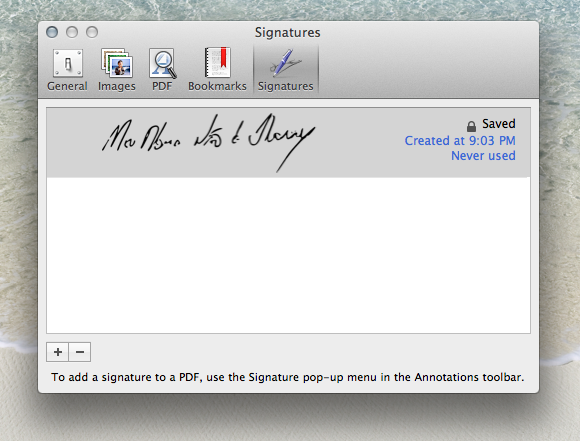 Signatures
General Images PDF Bookmarks Signatures
Saved
Created at 9:03 PM
Never used
To add a signature to a PDF, use the Signature pop-up menu in the Annotations toolbar.